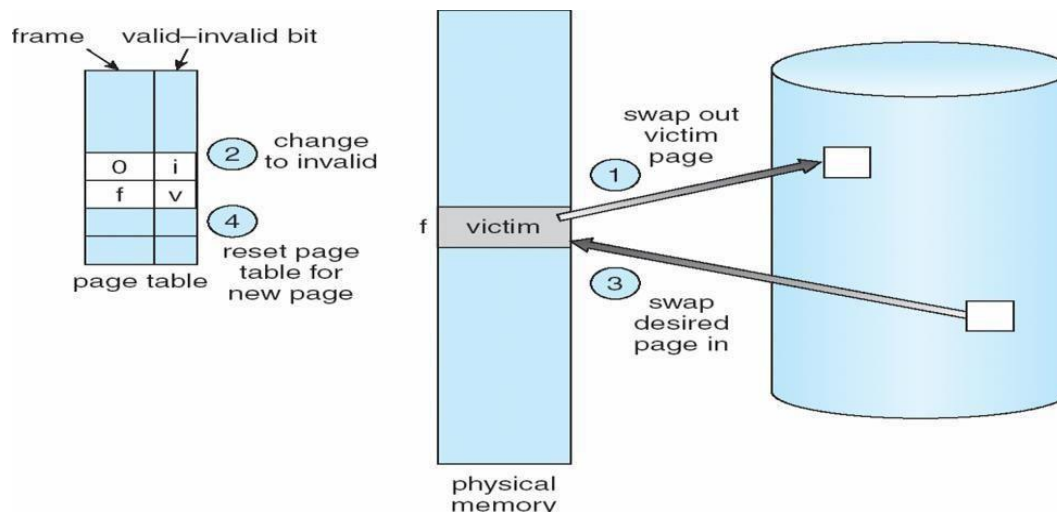 frame
valid–invalid bit
0
i
f
v
2
change
to invalid
4
reset page
table for
new page
page table
f
victim
physical
memory
swap out
victim
page
1
3
swap
desired
page in